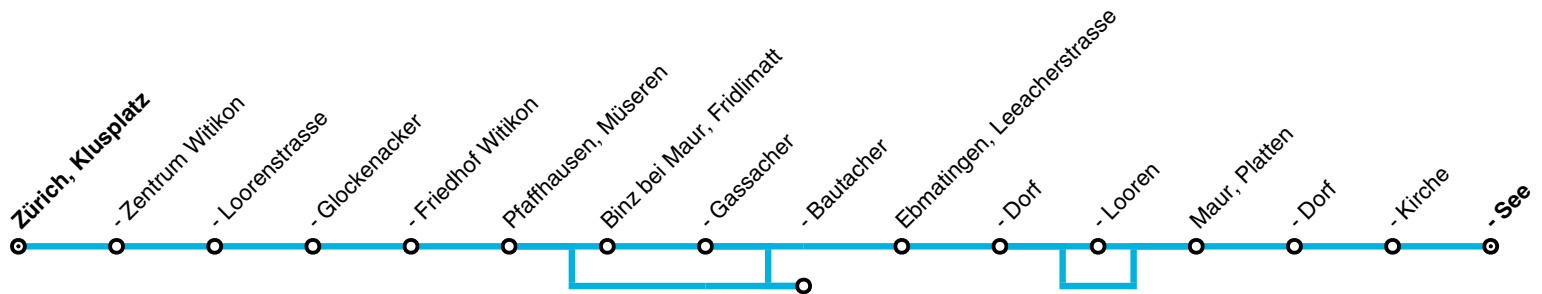 Zürich, Klusplatz
- Zentrum Witikon
- Loorenstrasse
- Glockenacker
- Friedhof Witikon
Pfaffhausen, Müseren
Binz bei Maur, Fridlimatt
- Gassacher
- Bautacher
Ebmatingen, Leeacherstrasse
- Dorf
- Looren
Maur, Platten
- Dorf
- Kirche
- See